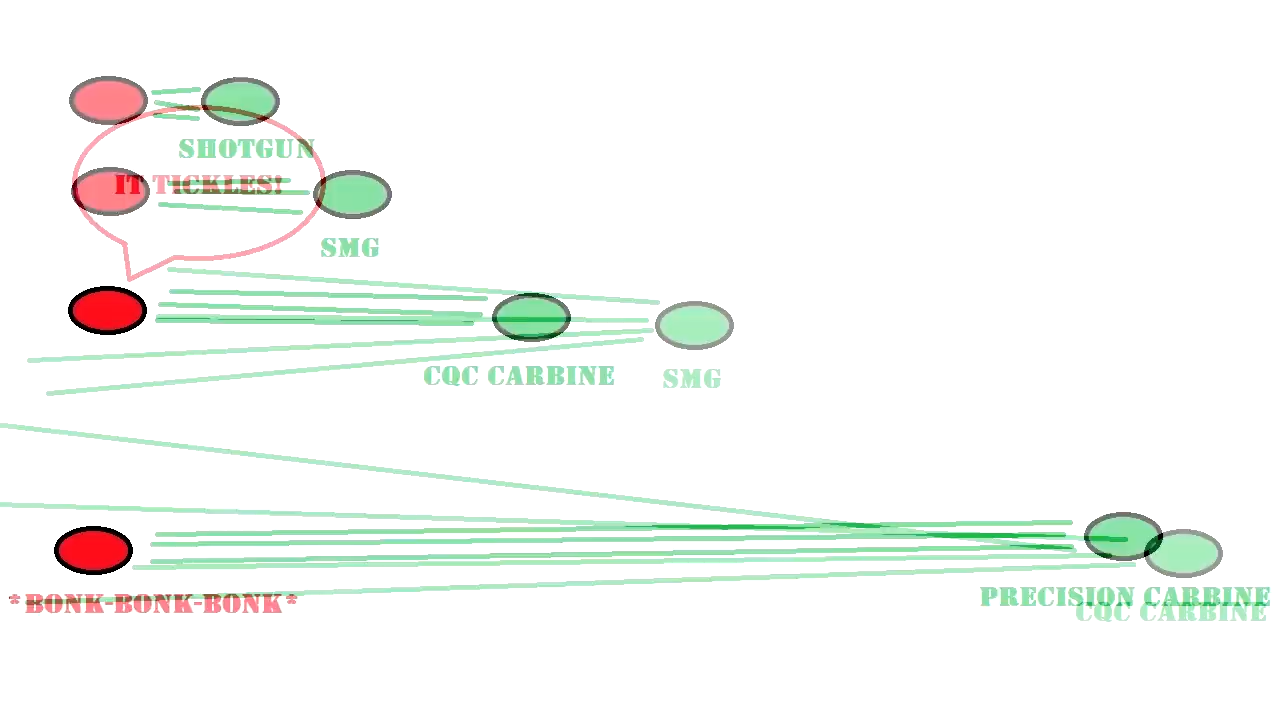 SHOTGUN
IT TICKLES!
SMG
CQC CARBINE
SMG
PRECISION CARBINE
*BONK-BONK-BONK*
CQC CARBINE